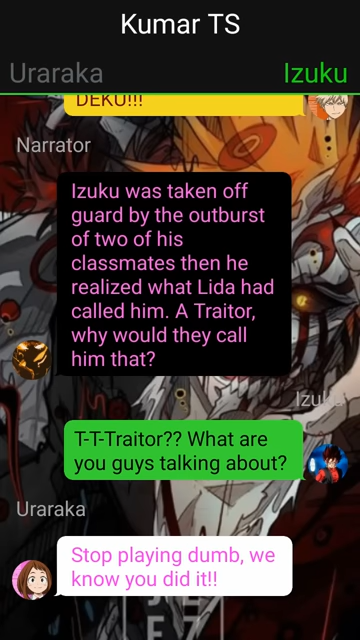 Kumar TS
Uraraka
Izuku
DEKU!!!
Narrator
Izuku was taken off
guard by the outburst
of two of his
classmates then he
realized what Lida had
called him. A Traitor,
why would they call
him that?
Izuku
T-T-Traitor?? What are
you guys talking about?
Uraraka
Stop playing dumb, we
know you did it!!